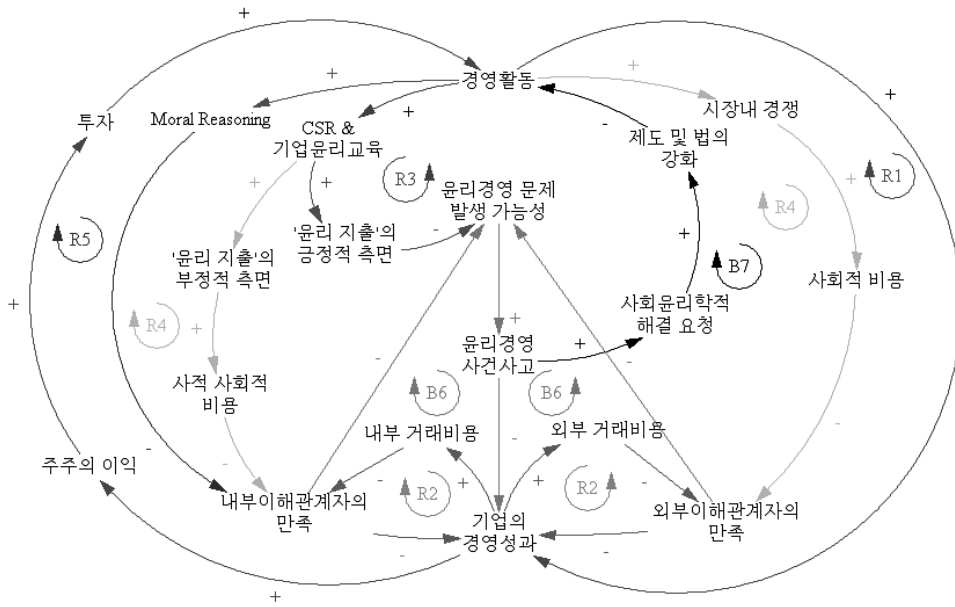 +
+
경영활동
+
+
+
시장내 경쟁
투자
Moral Reasoning
CSR &
기업윤리교육
+
-
제도 및 법의
강화
+
+
R3
윤리경영 문제
발생 가능성
+
R1
R4
R5
'윤리 지출'의
부정적 측면
'윤리 지출'의
긍정적 측면
-
-
+
B7
사회적 비용
+
R4
+
+
사회윤리학적
해결 요청
윤리경영
사건사고
+
-
-
사적 사회적
비용
B6
B6
내부 거래비용
외부 거래비용
-
-
-
-
주주의 이익
-
R2
+
+
R2
-
-
내부이해관계자의
만족
기업의
경영성과
외부이해관계자의
만족
-
-
-
+